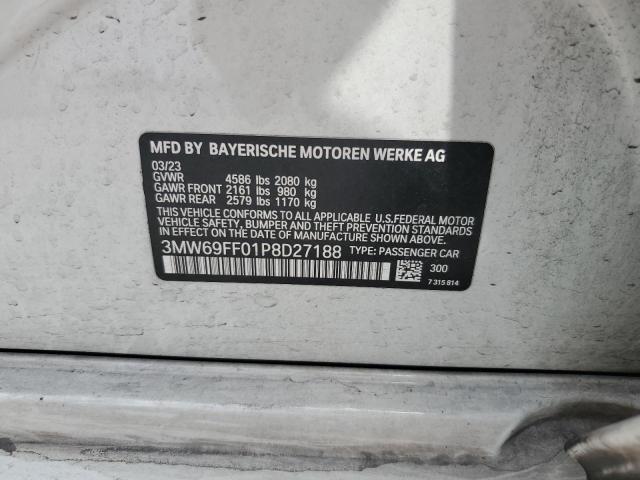 MFD BY BAYERISCHE MOTOREN WERKE AG
03/23
GVWR 4586 lbs 2080 kg
GAWR FRONT 2161 lbs 980 kg
GAWR REAR 2579 lbs 1170 kg
THIS VEHICLE CONFORMS TO ALL APPLICABLE U.S.FEDERAL MOTOR
VEHICLE SAFETY, BUMPER, AND THEFT PREVENTION STANDARDS
IN EFFECT ON THE DATE OF MANUFACTURE SHOWN ABOVE.
3MW69FF01P8D27188 TYPE: PASSENGER CAR
300
7 315 814